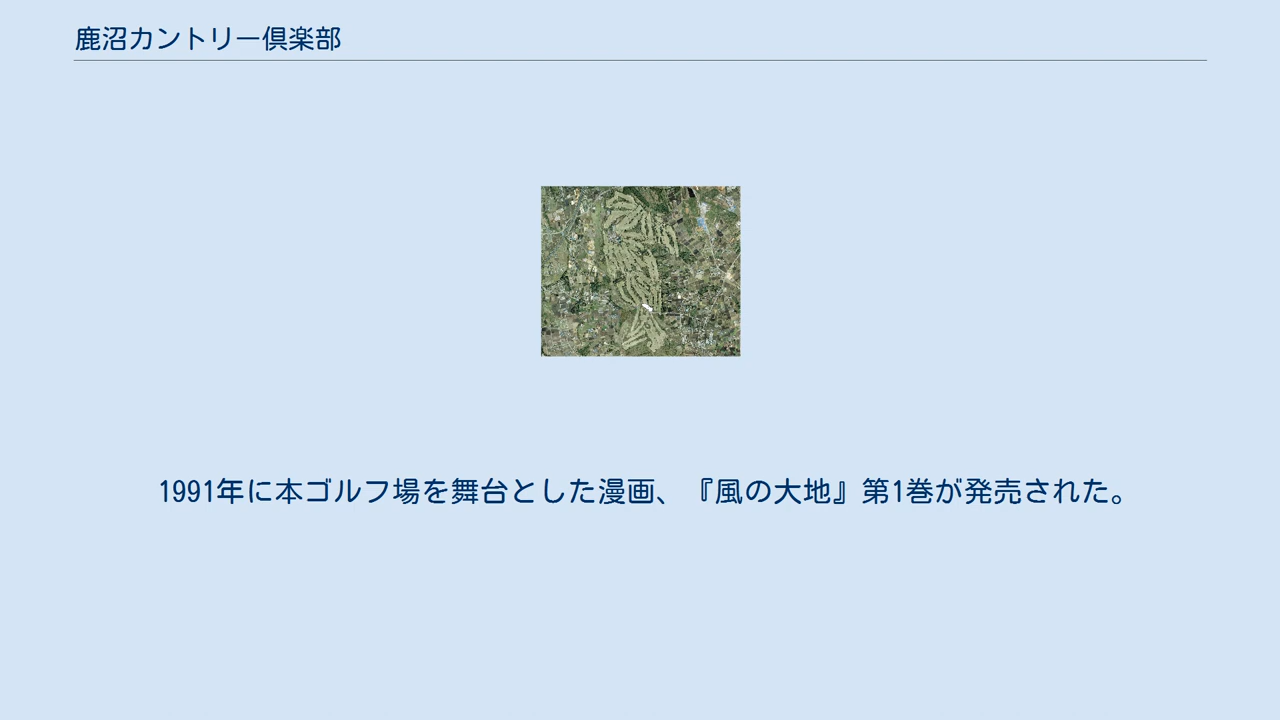 鹿沼カントリー倶楽部
1991年に本ゴルフ場を舞台とした漫画、『風の大地』第1巻が発売された。